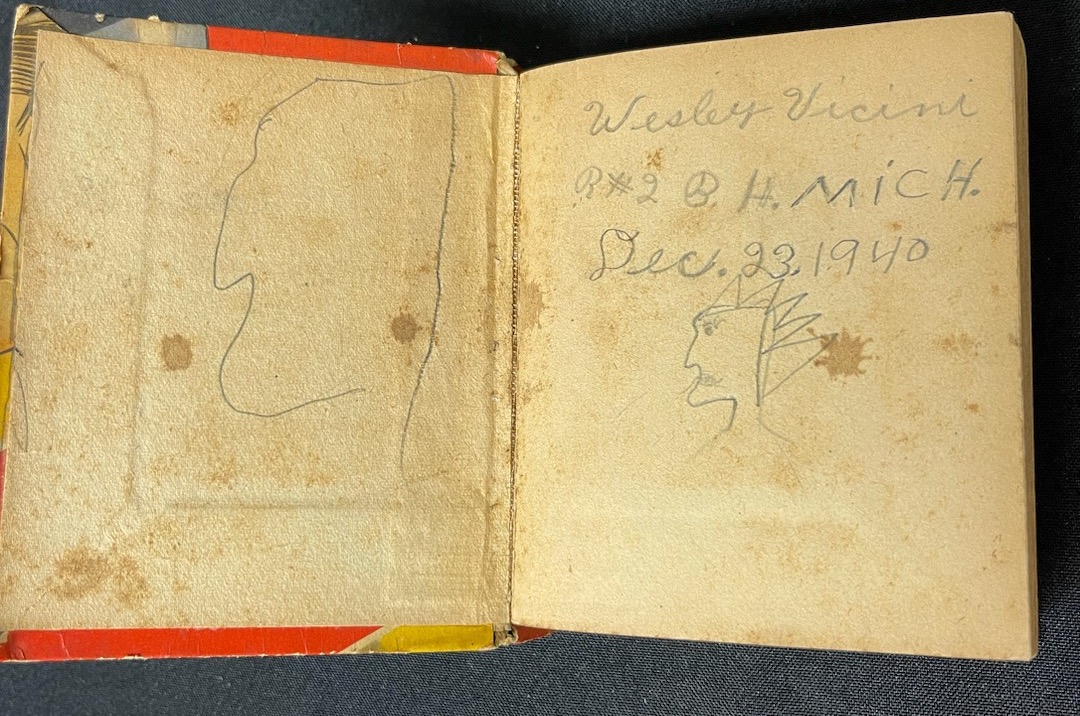 Wesley Vicini
R#2 B. H. MiCH.
Dec. 23, 1940